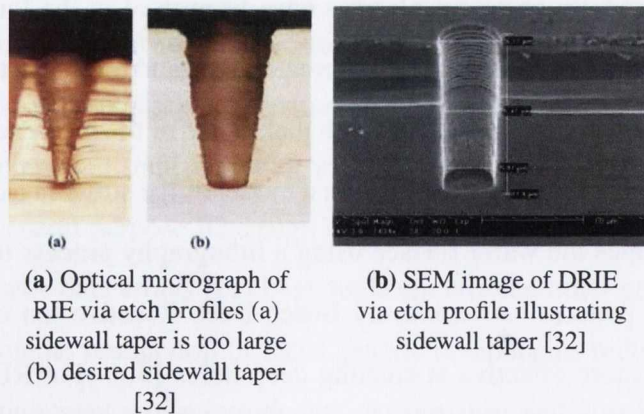 (a)
(b)
(a) Optical micrograph of
RIE via etch profiles (a)
sidewall taper is too large
(b) desired sidewall taper
[32]
(b) SEM image of DRIE
via etch profile illustrating
sidewall taper [32]